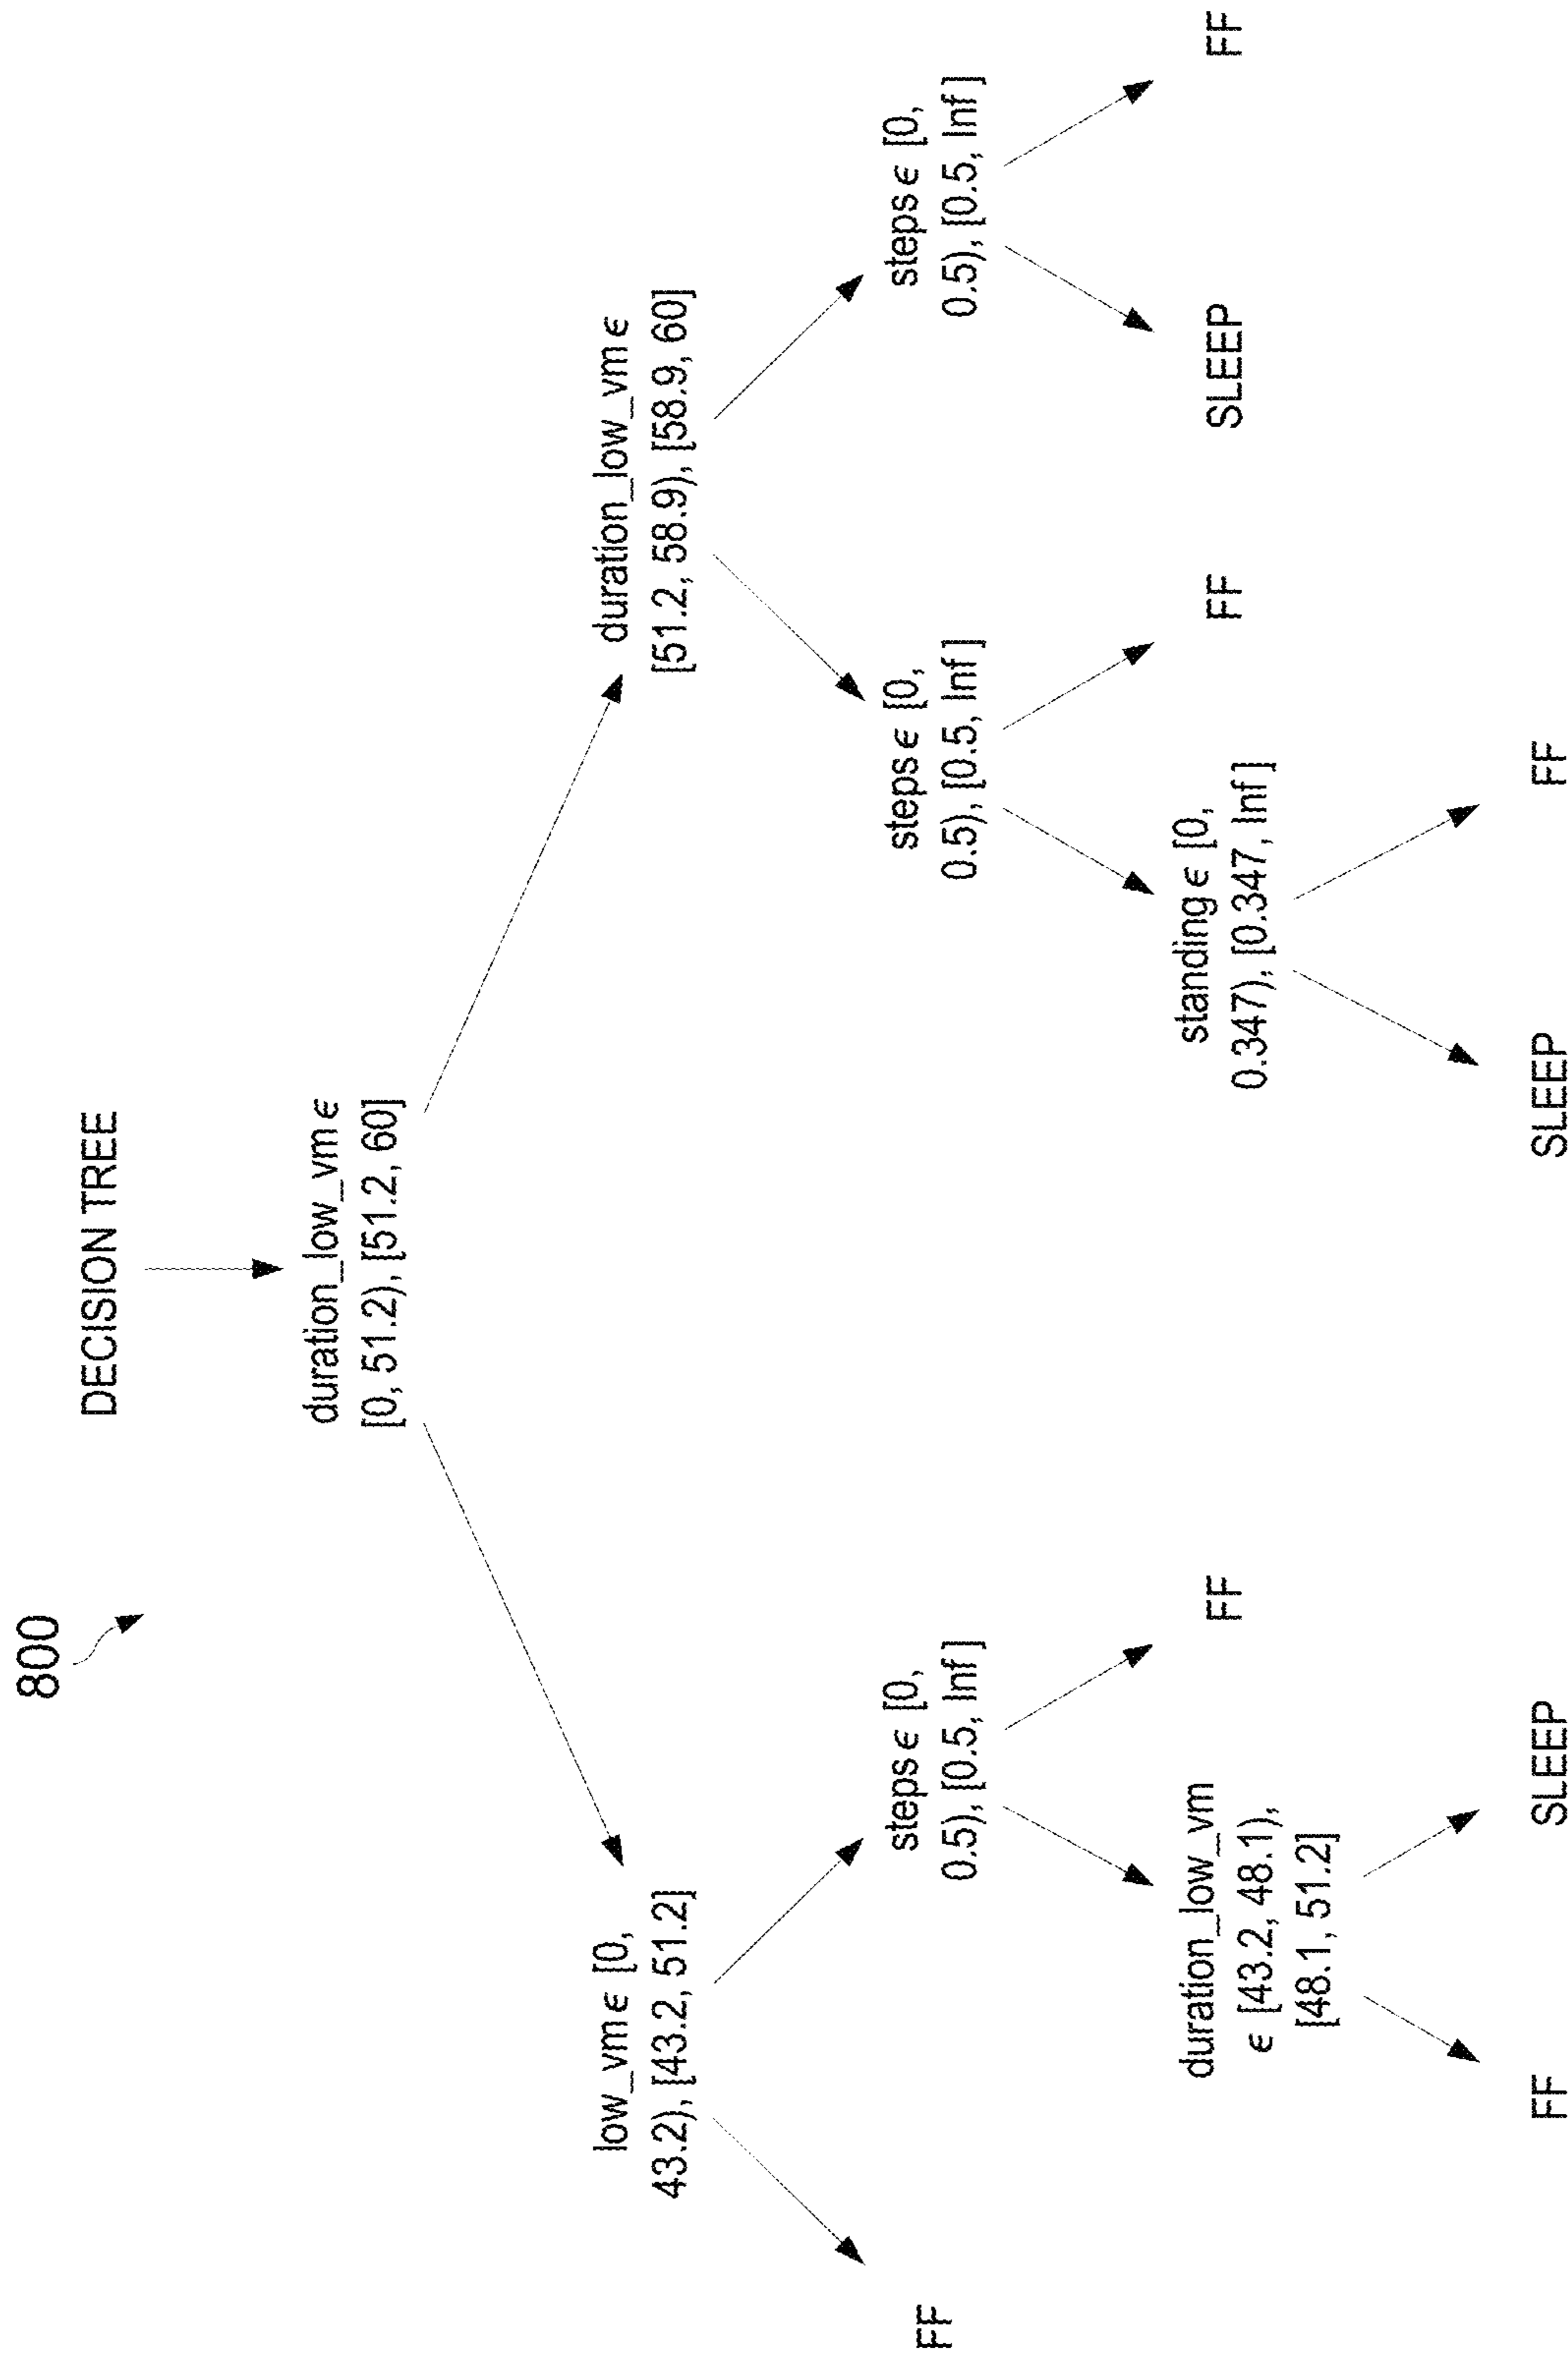 800
DECISION TREE
duration_low_vm ϵ
[0, 51.2), [51.2, 60]
low_vm ϵ [0,
43.2), [43.2, 51.2]
duration_low_vm ϵ
[51.2, 58.9), [58.9, 60]
FF
steps ϵ [0,
0.5), [0.5, Inf]
steps ϵ [0,
0.5), [0.5, Inf]
steps ϵ [0,
0.5), [0.5, Inf]
duration_low_vm
ϵ [43.2, 48.1),
[48.1, 51.2]
FF
standing ϵ [0,
0.347), [0.347, Inf]
FF
SLEEP
FF
FF
SLEEP
SLEEP
FF